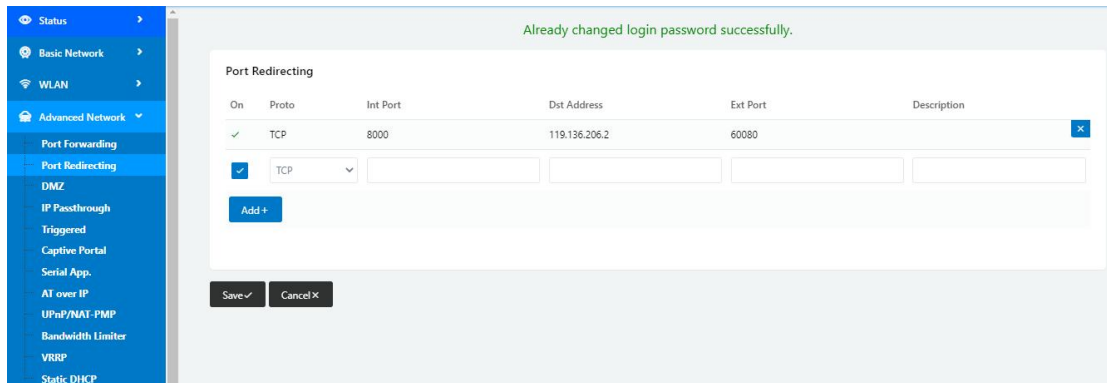 Status
Basic Network
WLAN
Advanced Network
Port Forwarding
Port Redirecting
DMZ
IP Passthrough
Triggered
Captive Portal
Serial App.
AT over IP
UPnP/NAT-PMP
Bandwidth Limiter
VRRP
Static DHCP
Already changed login password successfully.
Port Redirecting
On Proto Int Port Dst Address Ext Port Description
TCP 8000 119.136.206.2 60080
TCP
Add +
Save Cancel